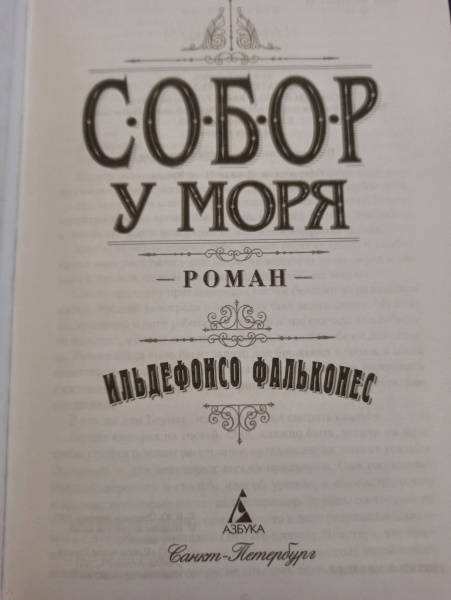 С·О·Б·О·Р
У МОРЯ
— РОМАН —
ИЛЬДЕФОНСО ФАЛЬКОНЕС
АЗБУКА
Санкт-Петербург